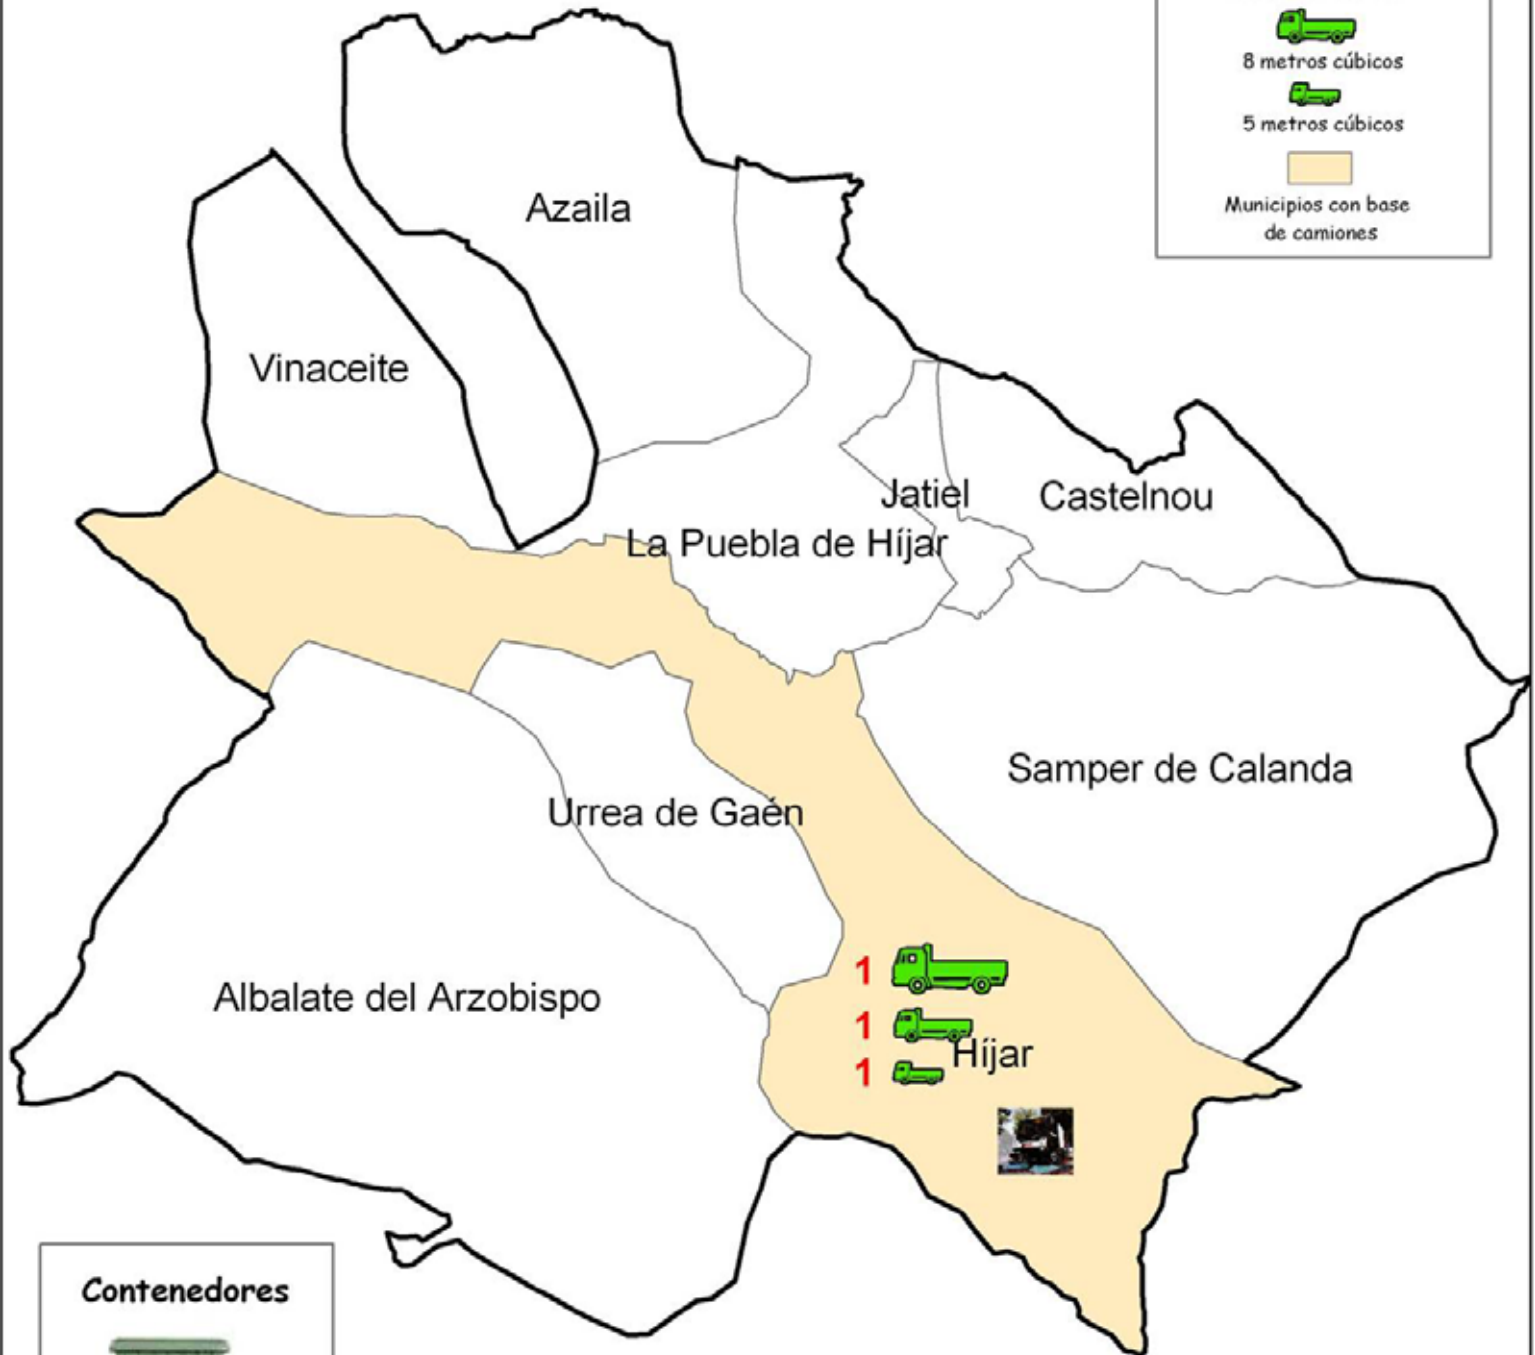 8 metros cúbicos
5 metros cúbicos
Municipios con base
de camiones
Azaila
Vinaceite
Jatiel
Castelnou
La Puebla de Híjar
Samper de Calanda
Urrea de Gaén
1
Albalate del Arzobispo
1
Híjar
1
Contenedores